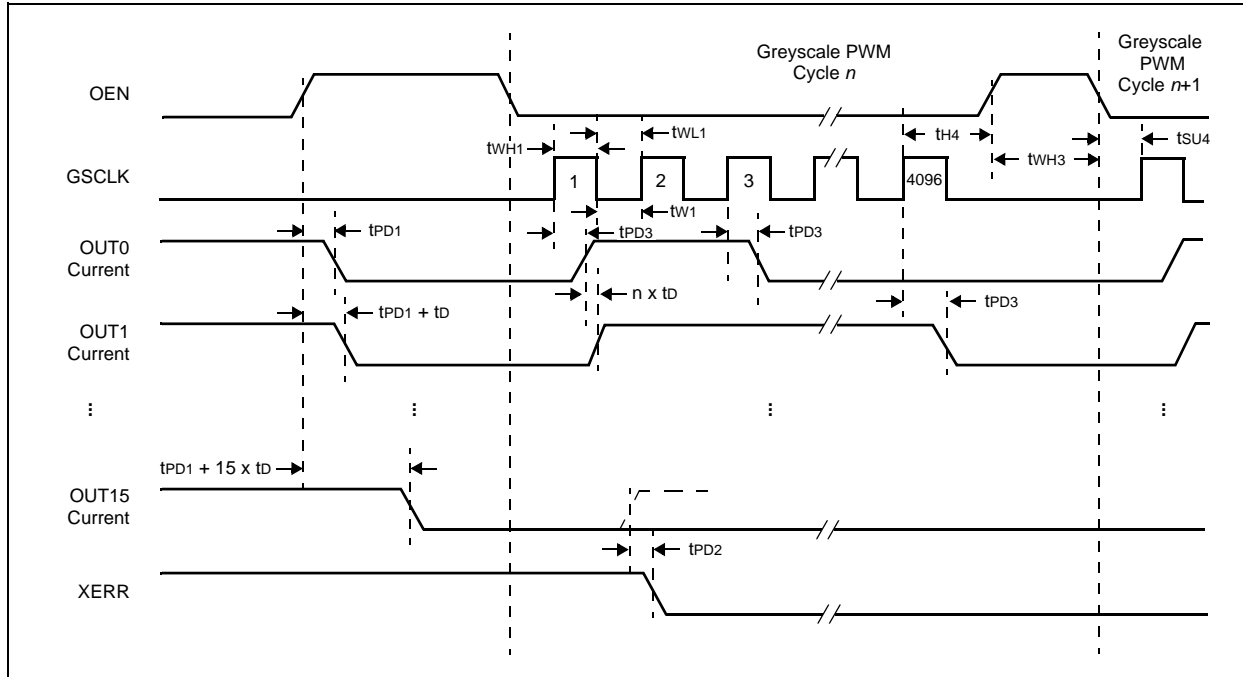 Greyscale PWM
Cycle n
Greyscale
PWM
Cycle n+1
OEN
tWH1
tWL1
tH4
tSU4
tWH3
GSCLK
1
2
3
4096
tW1
tPD1
tPD3
tPD3
OUT0
Current
n x tD
tPD1 + tD
tPD3
OUT1
Current
tPD1 + 15 x tD
OUT15
Current
tPD2
XERR